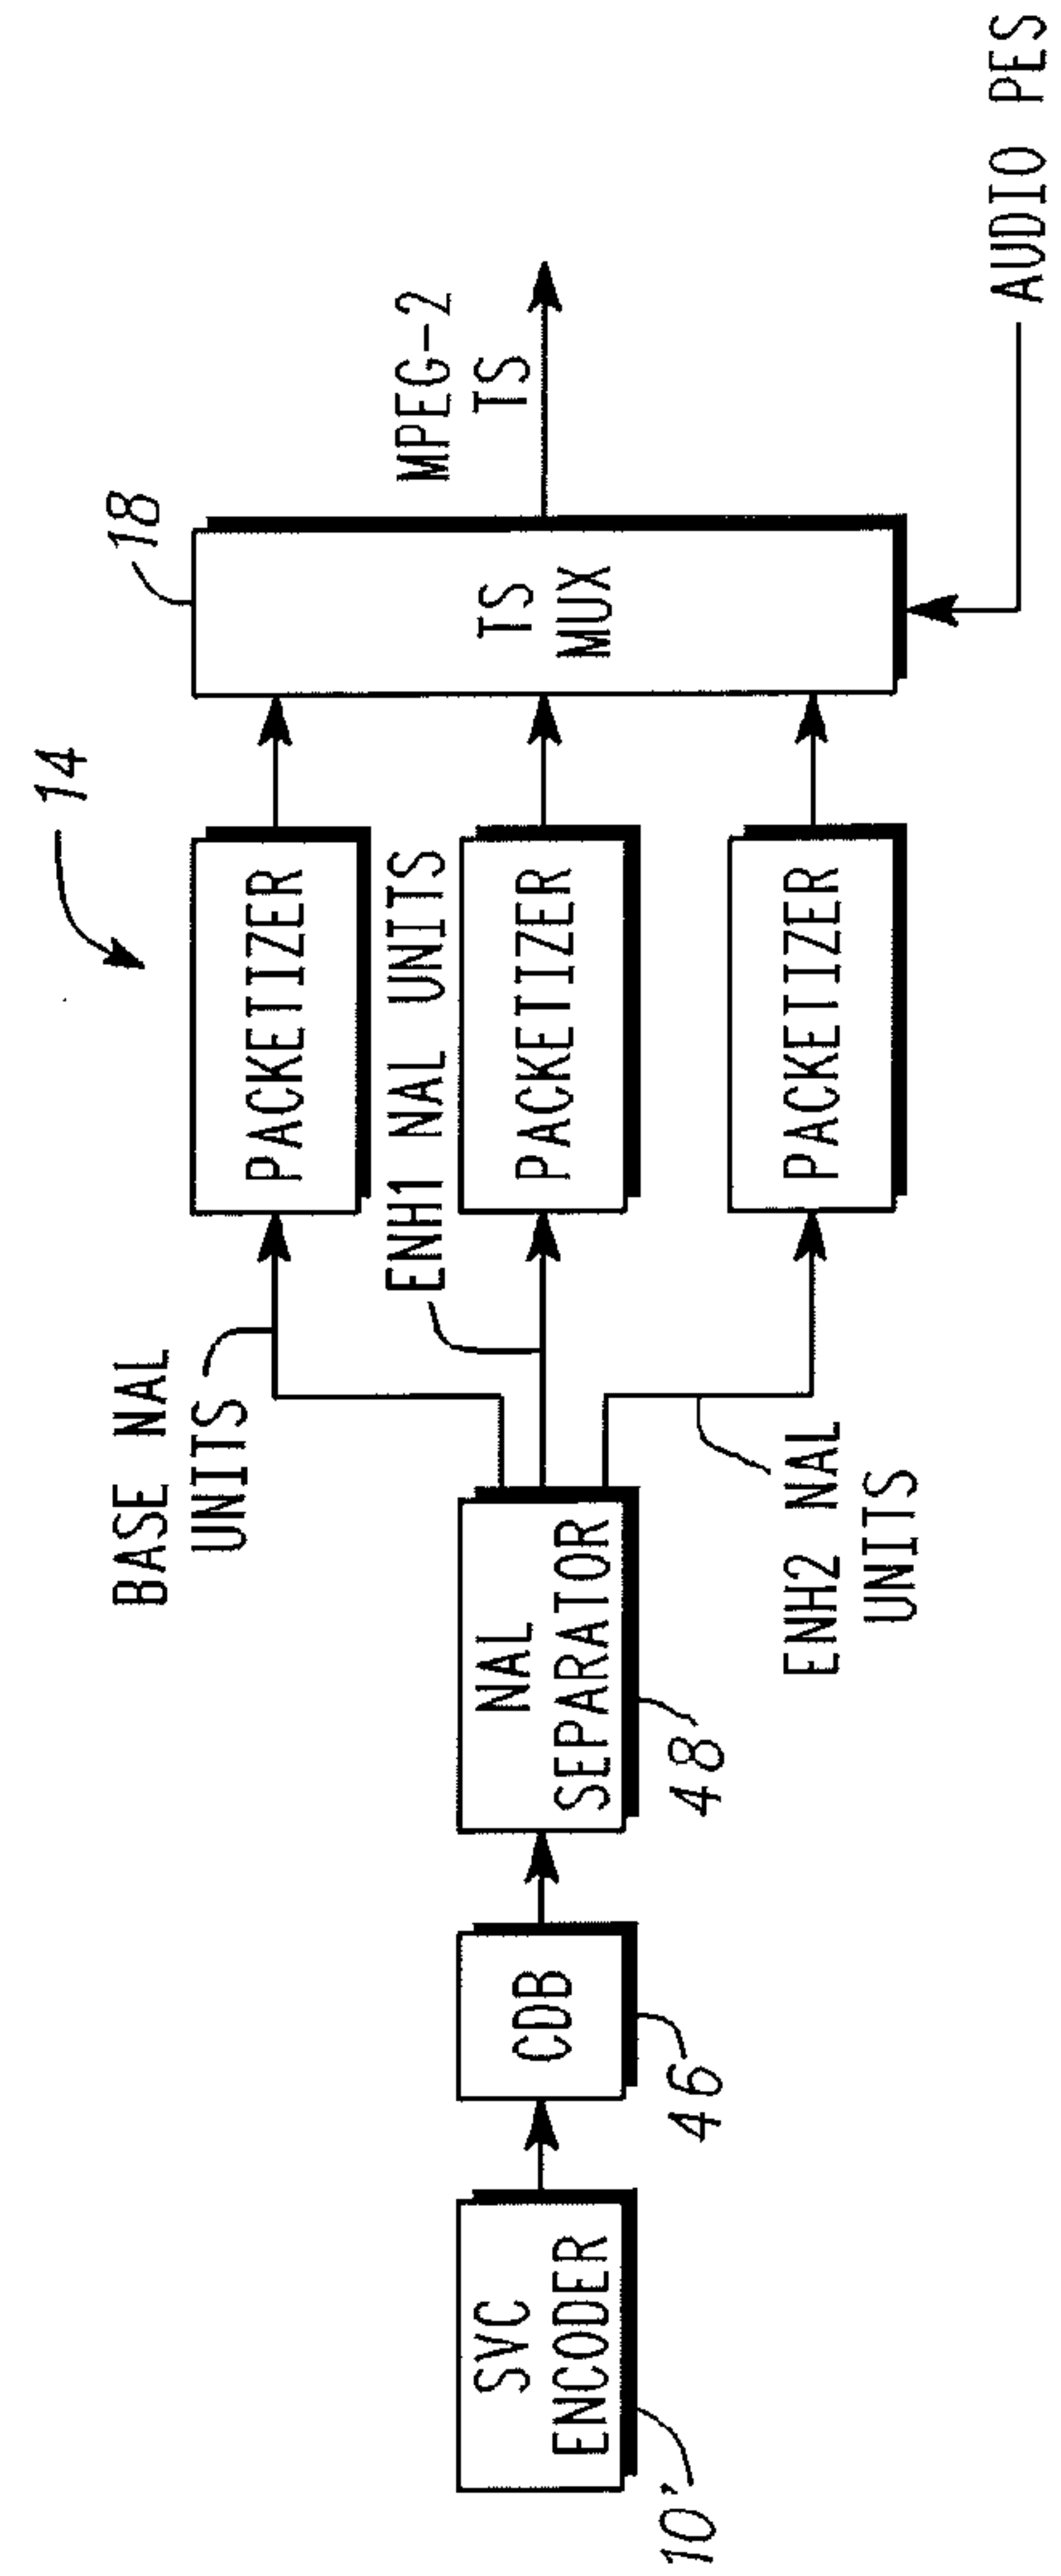 10'
SVC
ENCODER
CDB
46
NAL
SEPARATOR
48
BASE NAL
UNITS
ENH1 NAL UNITS
ENH2 NAL
UNITS
14
PACKETIZER
PACKETIZER
PACKETIZER
18
TS
MUX
MPEG-2
TS
AUDIO PES